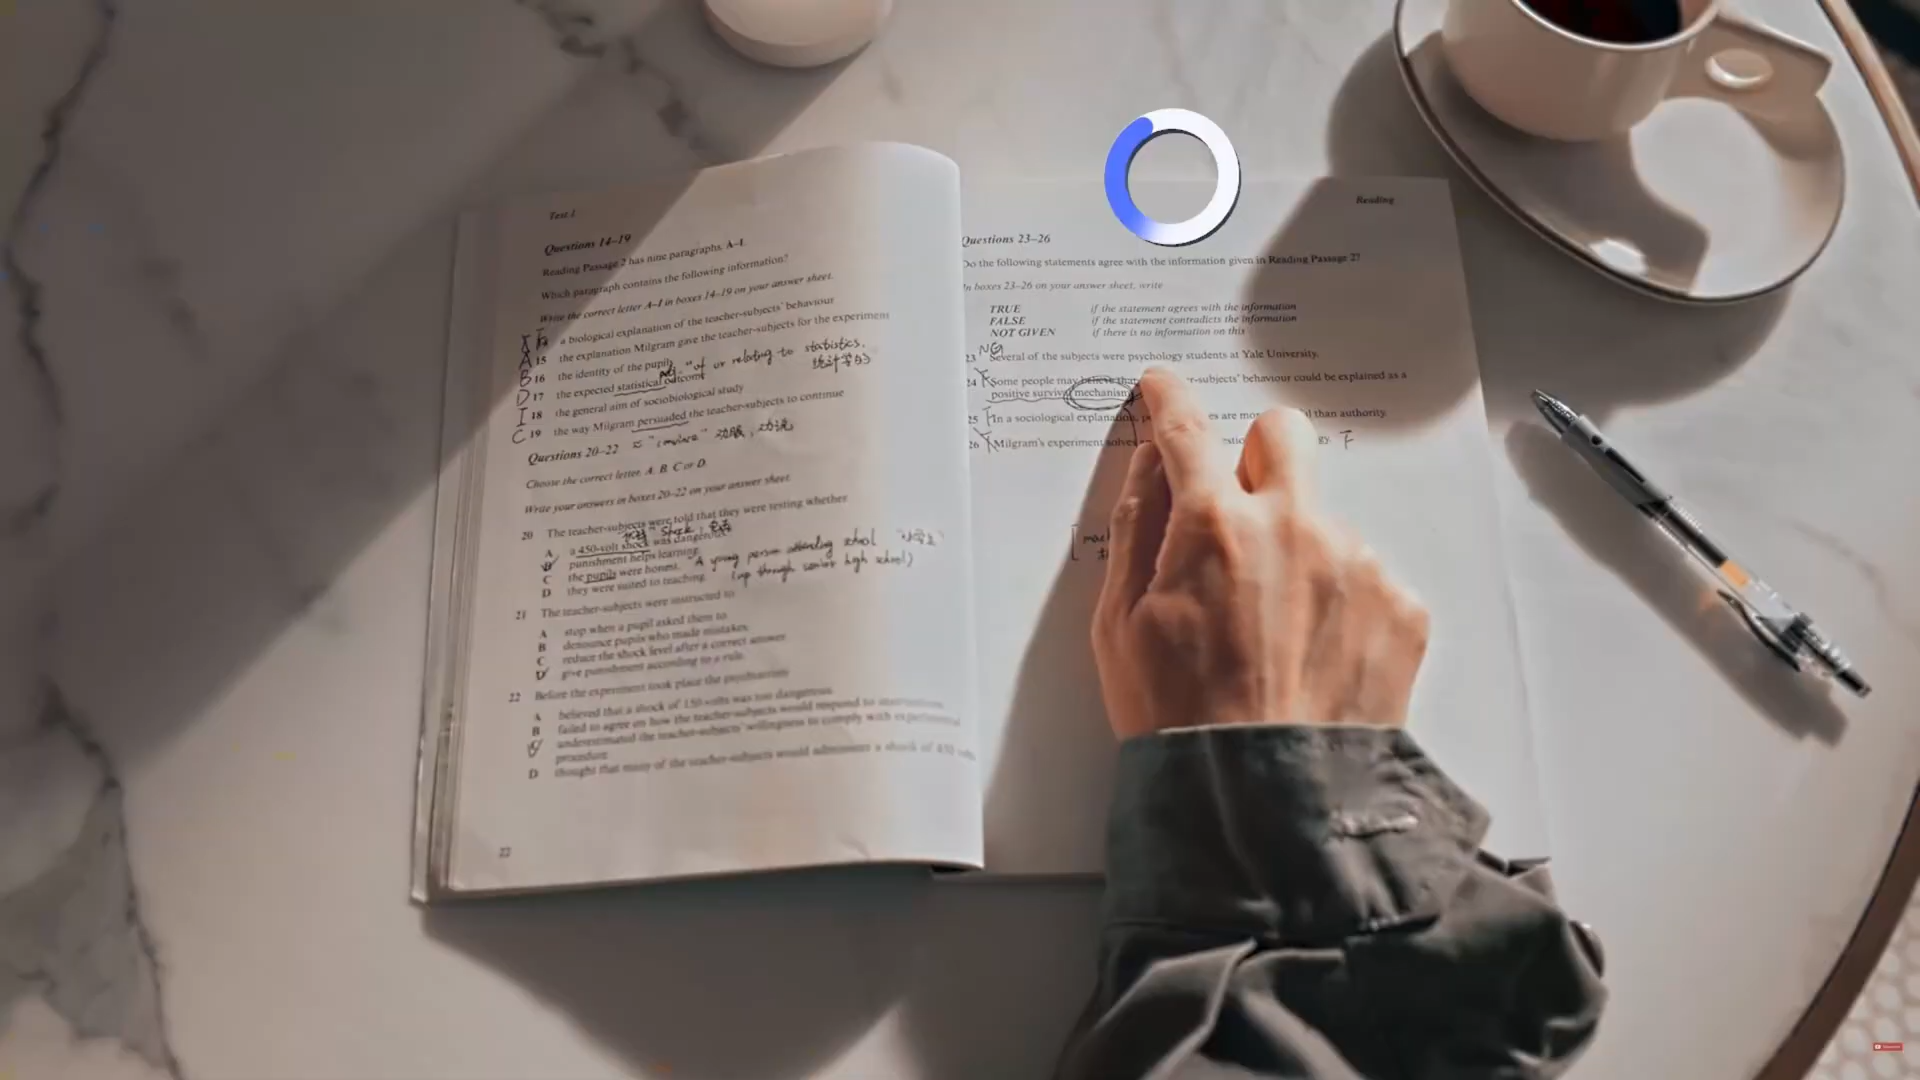 Test 1
Questions 14–19
Reading Passage 2 has nine paragraphs, A–I.
Which paragraph contains the following information?
Write the correct letter A–I in boxes 14–19 on your answer sheet.
F a biological explanation of the teacher-subjects' behaviour
A 15 the explanation Milgram gave the teacher-subjects for the experiment
B 16 the identity of the pupils
adj. "of or relating to statistics.
D 17 the expected statistical outcome
I 18 the general aim of sociobiological study
C 19 the way Milgram persuaded the teacher-subjects to continue
Questions 20–22
Choose the correct letter, A, B, C or D.
Write your answers in boxes 20–22 on your answer sheet.
20 The teacher-subjects were told that they were testing whether
A a 450-volt shock was dangerous.
B punishment helps learning.
C the pupils were honest. "A young person attending school
D they were suited to teaching. (up through senior high school)
21 The teacher-subjects were instructed to
A stop when a pupil asked them to.
B denounce pupils who made mistakes.
C reduce the shock level after a correct answer.
D give punishment according to a rule.
22 Before the experiment took place the psychiatrists
A believed that a shock of 150 volts was too dangerous.
B failed to agree on how the teacher-subjects would respond to instructions.
C underestimated the teacher-subjects' willingness to comply with experimental
procedure.
D thought that many of the teacher-subjects would administer a shock of 450 volts.
22
Reading
Questions 23–26
Do the following statements agree with the information given in Reading Passage 2?
In boxes 23–26 on your answer sheet, write
TRUE if the statement agrees with the information
FALSE if the statement contradicts the information
NOT GIVEN if there is no information on this
NG
23 Several of the subjects were psychology students at Yale University.
24 Some people may believe that r-subjects' behaviour could be explained as a
positive survival mechanism
25 In a sociological explanation, are more than authority.
26 Milgram's experiment solves gy. F